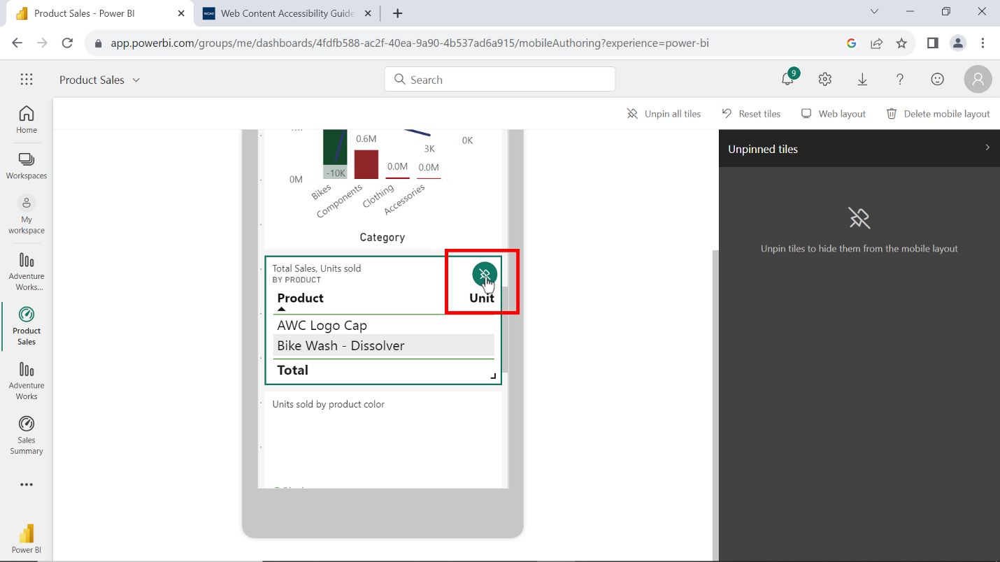 Product Sales - Power BI
WCAG
Web Content Accessibility Guide
app.powerbi.com/groups/me/dashboards/4fdfb588-ac2f-40ea-9a90-4b537ad6a915/mobileAuthoring?experience=power-bi
Product Sales
Search
9
Home
Workspaces
My
workspace
Adventure
Works...
Product
Sales
Adventure
Works
Sales
Summary
Power BI
Unpin all tiles
Reset tiles
Web layout
Delete mobile layout
0.6M
0K
3K
0.0M
0.0M
-10K
0M
Bikes
Components
Clothing
Accessories
Category
Total Sales, Units sold
BY PRODUCT
Product
Unit
AWC Logo Cap
Bike Wash - Dissolver
Total
Units sold by product color
Unpinned tiles
Unpin tiles to hide them from the mobile layout